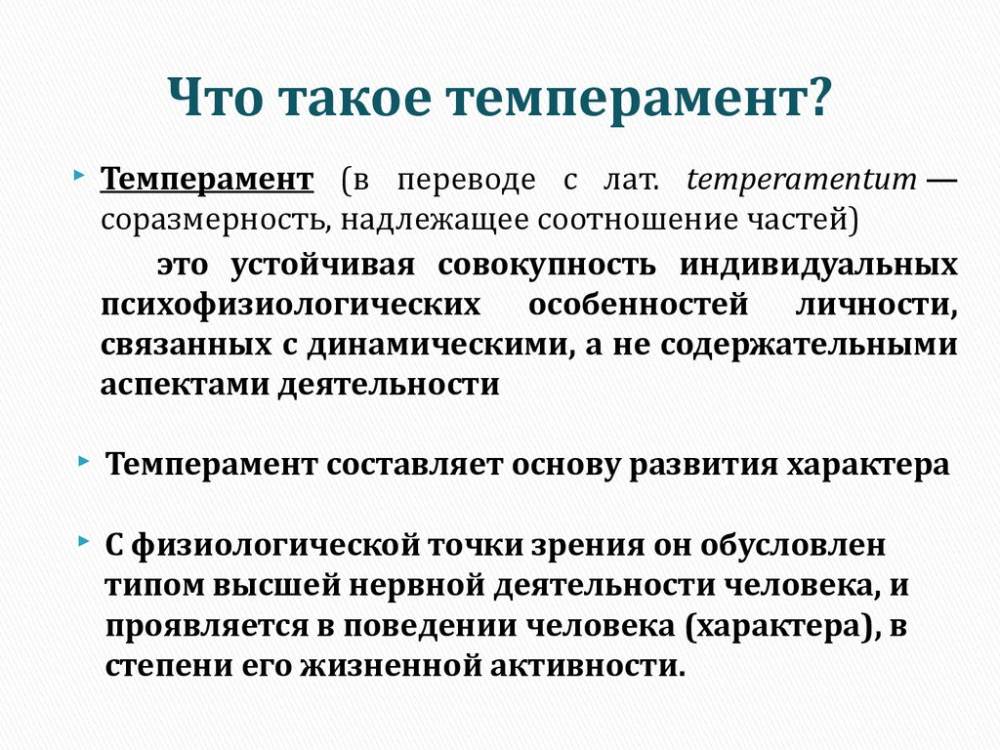 Что такое темперамент?
Темперамент (в переводе с лат. temperamentum —
соразмерность, надлежащее соотношение частей)
это устойчивая совокупность индивидуальных
психофизиологических особенностей личности,
связанных с динамическими, а не содержательными
аспектами деятельности
Темперамент составляет основу развития характера
С физиологической точки зрения он обусловлен
типом высшей нервной деятельности человека, и
проявляется в поведении человека (характера), в
степени его жизненной активности.